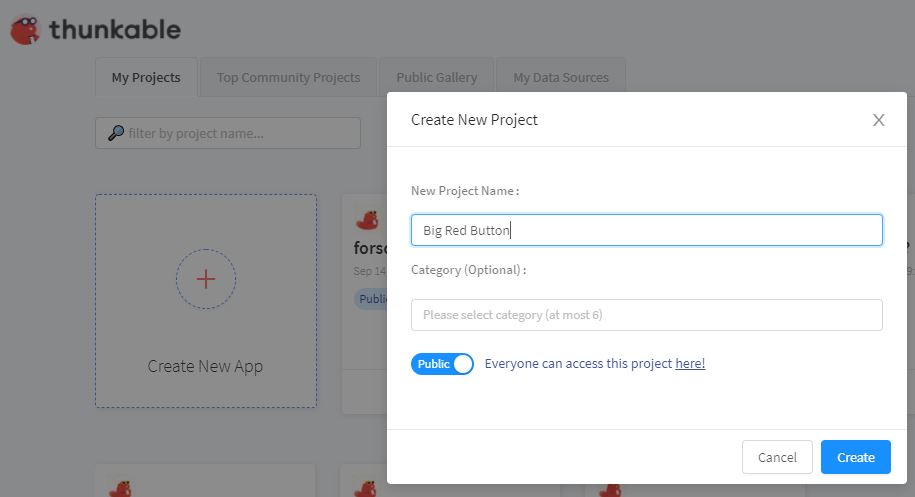 thunkable
My Projects
Top Community Projects
Public Gallery
My Data Sources
filter by project name...
Create New Project
X
New Project Name:
Big Red Button
Category (Optional) :
Please select category (at most 6)
Public
Everyone can access this project here!
Cancel
Create
Create New App
Sep 14